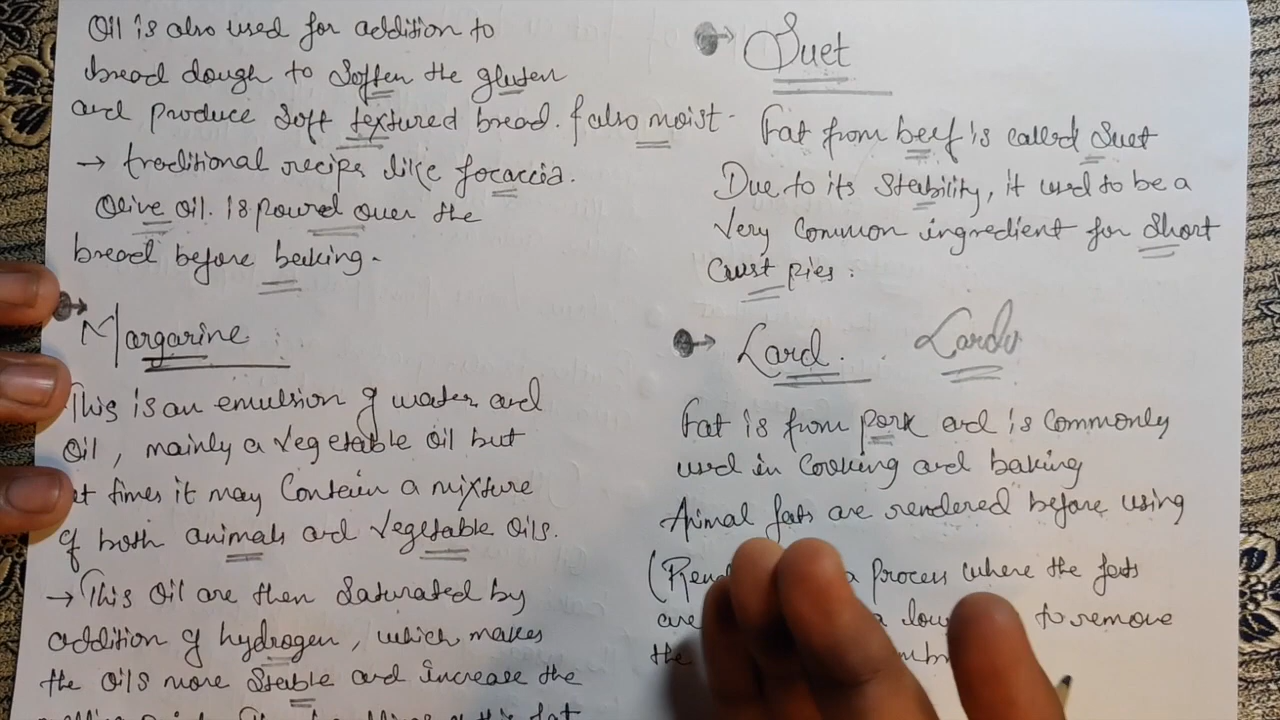 Oil is also used for addition to
bread dough to Soften the gluten
and produce Soft textured bread. & also moist.
→ traditional recips like focaccia.
Olive oil. is pourd over the
bread before baking.
Margarine :
This is an emulsion of water and
Oil, mainly a Vegetable Oil but
at times it may Contain a mixture
of both animals and Vegetable Oils.
→ This Oil are then Saturated by
addition of hydrogen, which makes
the Oils more Stable and increase the
Suet
Fat from beef is called Suet
Due to its Stability, it used to be a
Very Common ingredient for Short
Crust pies.
Lard. Lardo
Fat is from pork and is Commonly
used in Cooking and baking
Animal fats are "rendered" before using
a process where the fats
are a low to remove
the